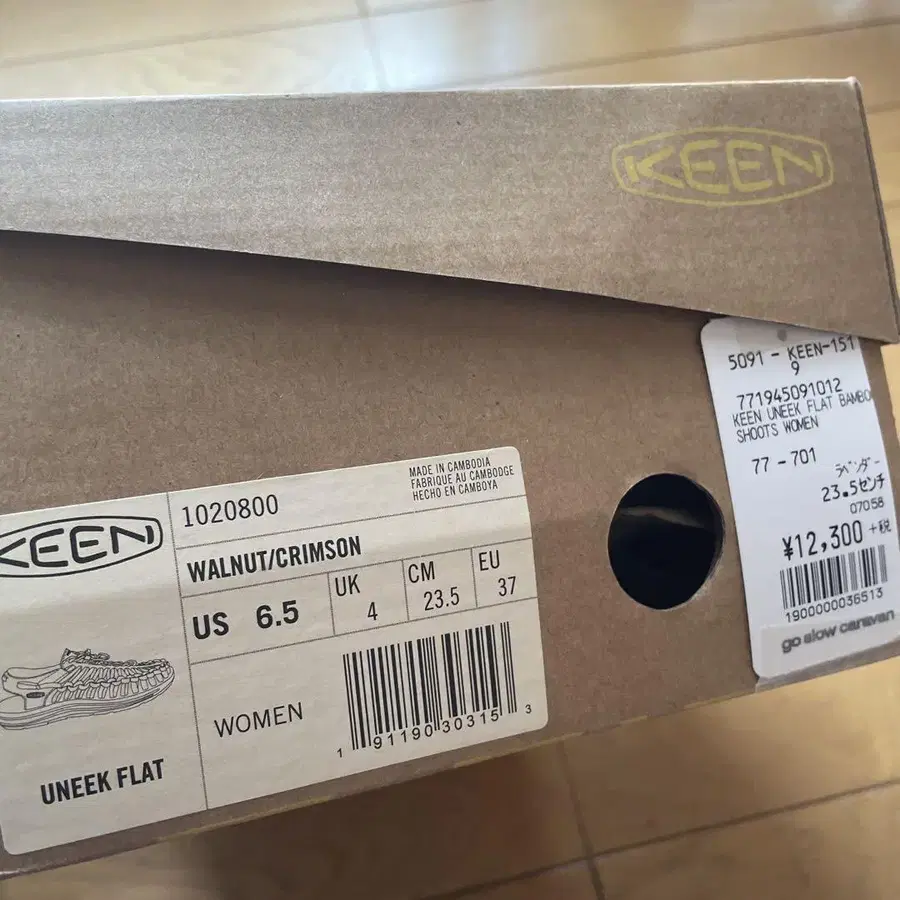 KEEN
5091 - KEEN-151
9
771945091012
KEEN UNEEK FLAT BAMBO
SHOOTS WOMEN
77 - 701
ラベンダー
23.5センチ
07058
¥12,300 +税
1900000036513
go slow caravan
KEEN
1020800
MADE IN CAMBODIA
FABRIQUE AU CAMBODGE
HECHO EN CAMBOYA
WALNUT/CRIMSON
US 6.5
UK 4
CM 23.5
EU 37
WOMEN
1 91190 30315 3
UNEEK FLAT